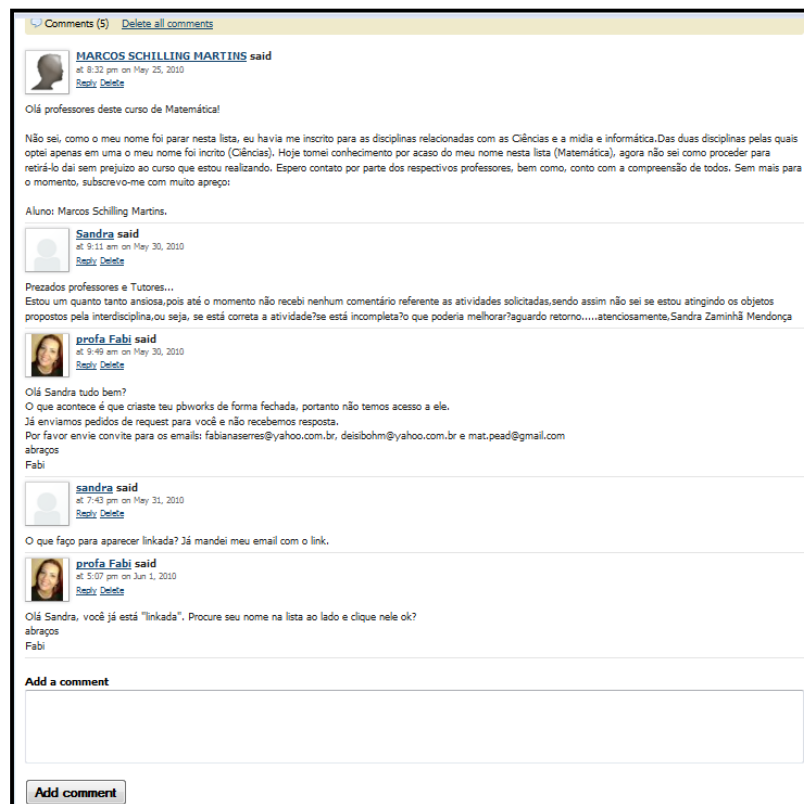 Comments (5) Delete all comments
MARCOS SCHILLING MARTINS said
at 8:32 pm on May 25, 2010
Reply Delete
Olá professores deste curso de Matemática!
Não sei, como o meu nome foi parar nesta lista, eu havia me inscrito para as disciplinas relacionadas com as Ciências e a midia e informática.Das duas disciplinas pelas quais
optei apenas em uma o meu nome foi incrito (Ciências). Hoje tomei conhecimento por acaso do meu nome nesta lista (Matemática), agora não sei como proceder para
retirá-lo dai sem prejuizo ao curso que estou realizando. Espero contato por parte dos respectivos professores, bem como, conto com a compreensão de todos. Sem mais para
o momento, subscrevo-me com muito apreço:
Aluno: Marcos Schilling Martins.
Sandra said
at 9:11 am on May 30, 2010
Reply Delete
Prezados professores e Tutores...
Estou um quanto tanto ansiosa,pois até o momento não recebi nenhum comentário referente as atividades solicitadas,sendo assim não sei se estou atingindo os objetos
propostos pela interdisciplina,ou seja, se está correta a atividade?se está incompleta?o que poderia melhorar?aguardo retorno.....atenciosamente,Sandra Zaminhã Mendonça
profa Fabi said
at 9:49 am on May 30, 2010
Reply Delete
Olá Sandra tudo bem?
O que acontece é que criaste teu pbworks de forma fechada, portanto não temos acesso a ele.
Já enviamos pedidos de request para você e não recebemos resposta.
Por favor envie convite para os emails: fabianaserres@yahoo.com.br, deisibohm@yahoo.com.br e mat.pead@gmail.com
abraços
Fabi
sandra said
at 7:43 pm on May 31, 2010
Reply Delete
O que faço para aparecer linkada? Já mandei meu email com o link.
profa Fabi said
at 5:07 pm on Jun 1, 2010
Reply Delete
Olá Sandra, você já está "linkada". Procure seu nome na lista ao lado e clique nele ok?
abraços
Fabi
Add a comment
Add comment